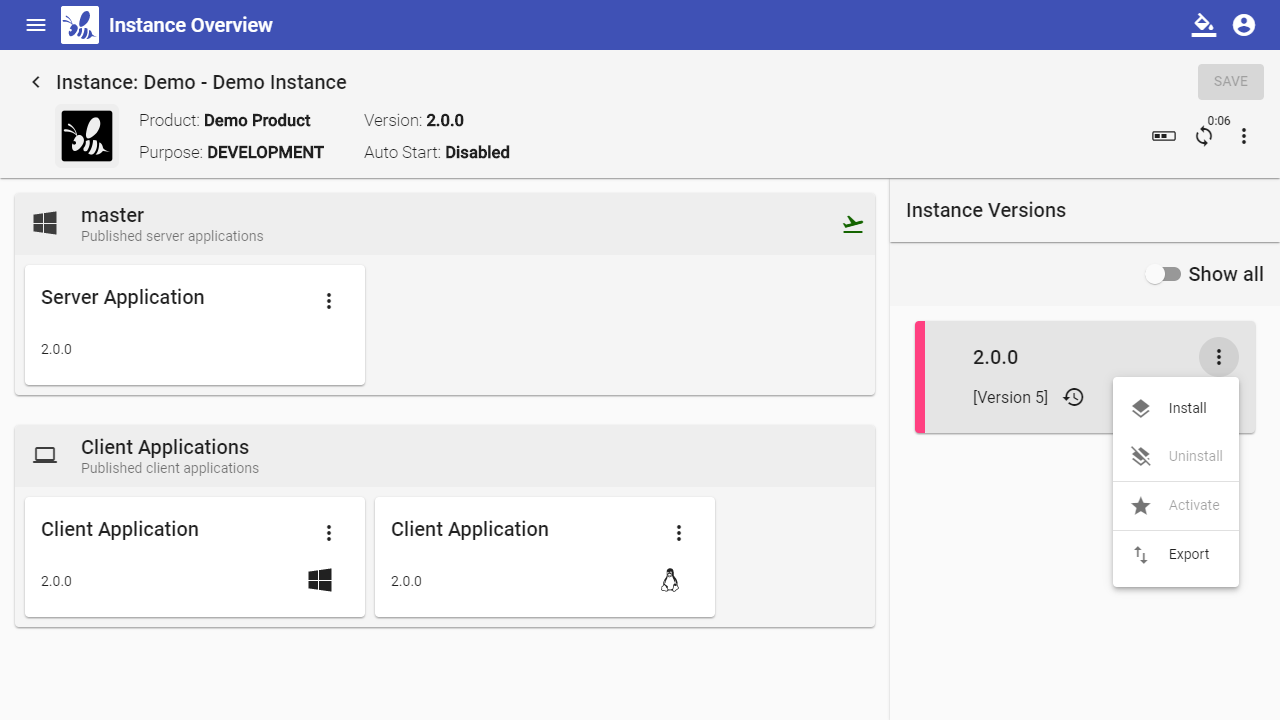 Instance Overview
Instance: Demo - Demo Instance
SAVE
Product: Demo Product
Version: 2.0.0
Purpose: DEVELOPMENT
Auto Start: Disabled
0:06
master
Published server applications
Server Application
2.0.0
Client Applications
Published client applications
Client Application
2.0.0
Client Application
2.0.0
Instance Versions
Show all
2.0.0
[Version 5]
Install
Uninstall
Activate
Export